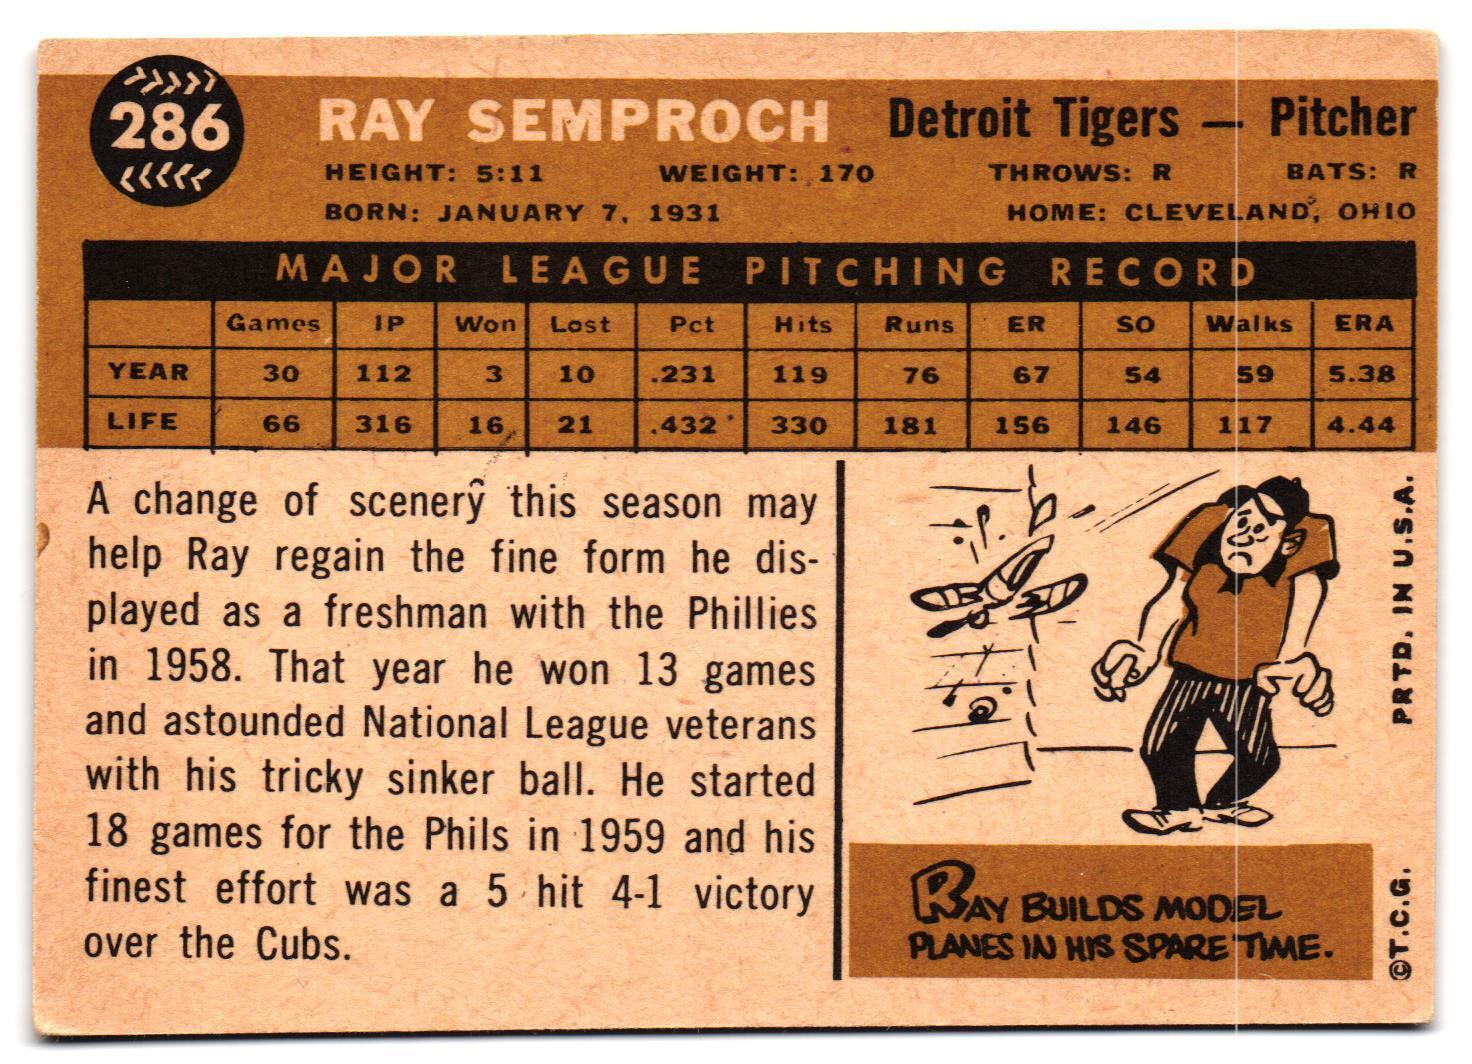 286
RAY SEMPROCH Detroit Tigers — Pitcher
HEIGHT: 5:11 WEIGHT: 170 THROWS: R BATS: R
BORN: JANUARY 7, 1931 HOME: CLEVELAND, OHIO
MAJOR LEAGUE PITCHING RECORD
Games IP Won Lost Pct Hits Runs ER SO Walks ERA
YEAR 30 112 3 10 .231 119 76 67 54 59 5.38
LIFE 66 316 16 21 .432 330 181 156 146 117 4.44
A change of scenery this season may
help Ray regain the fine form he dis-
played as a freshman with the Phillies
in 1958. That year he won 13 games
and astounded National League veterans
with his tricky sinker ball. He started
18 games for the Phils in 1959 and his
finest effort was a 5 hit 4-1 victory
over the Cubs.
RAY BUILDS MODEL
PLANES IN HIS SPARE TIME.
©T.C.G. PRTD. IN U.S.A.